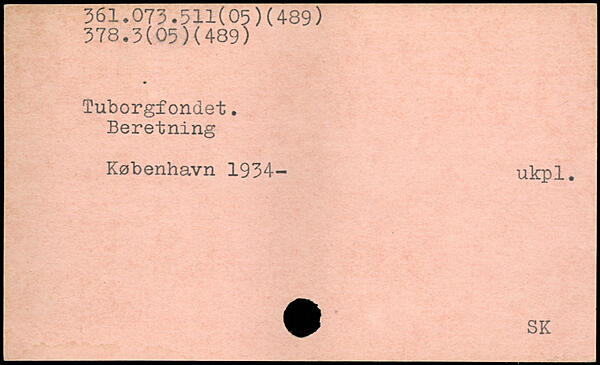 361.073.511(05)(489)
378.3(05)(489)
Tuborgfondet.
Beretning
København 1934-
ukpl.
SK